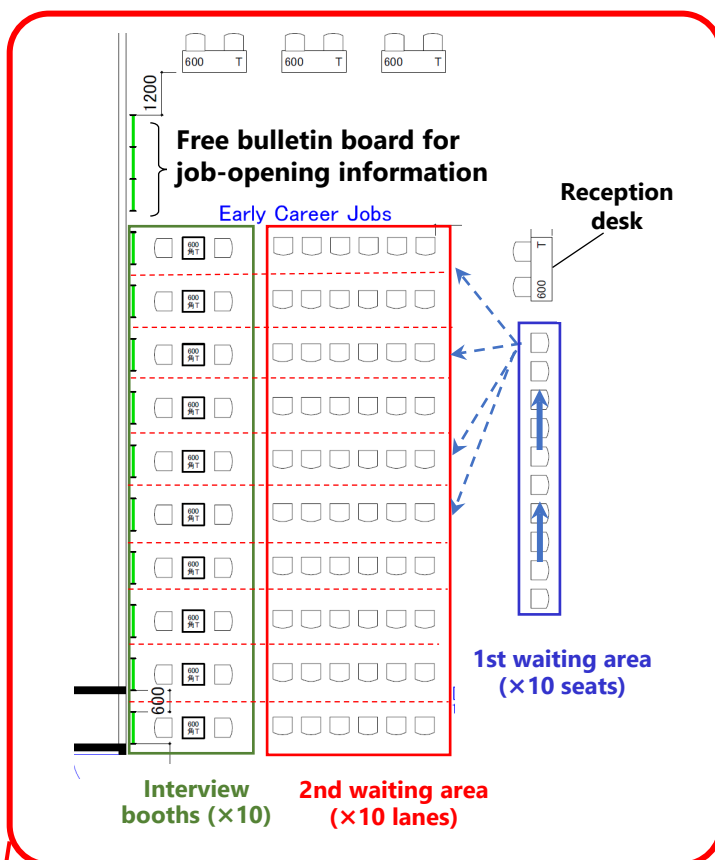 600 T
600 T
600 T
1200
Free bulletin board for
job-opening information
Early Career Jobs
Reception
desk
T
600
600
角T
600
角T
600
角T
600
角T
600
角T
600
角T
600
角T
600
角T
600
角T
600
角T
600
1st waiting area
(×10 seats)
Interview
booths (×10)
2nd waiting area
(×10 lanes)